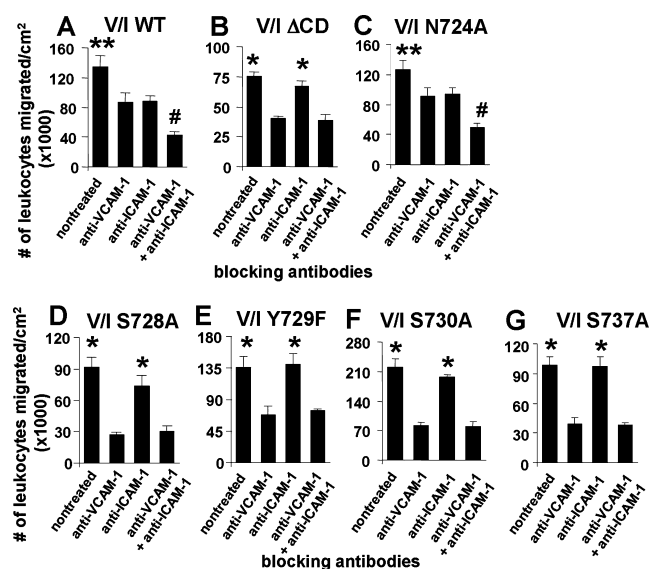 A V/I WT
B V/I ΔCD
C V/I N724A
# of leukocytes migrated/cm²
(x1000)
160
120
80
40
0
**
#
100
75
50
25
0
*
*
160
120
80
40
0
**
#
nontreated
anti-VCAM-1
anti-ICAM-1
anti-VCAM-1
+ anti-ICAM-1
nontreated
anti-VCAM-1
anti-ICAM-1
anti-VCAM-1
+ anti-ICAM-1
nontreated
anti-VCAM-1
anti-ICAM-1
anti-VCAM-1
+ anti-ICAM-1
blocking antibodies
D V/I S728A
E V/I Y729F
F V/I S730A
G V/I S737A
# of leukocytes migrated/cm²
(x1000)
120
90
60
30
0
*
*
180
135
90
45
0
*
*
280
210
140
70
0
*
*
120
90
60
30
0
*
*
nontreated
anti-VCAM-1
anti-ICAM-1
anti-VCAM-1
+ anti-ICAM-1
nontreated
anti-VCAM-1
anti-ICAM-1
anti-VCAM-1
+ anti-ICAM-1
nontreated
anti-VCAM-1
anti-ICAM-1
anti-VCAM-1
+ anti-ICAM-1
nontreated
anti-VCAM-1
anti-ICAM-1
anti-VCAM-1
+ anti-ICAM-1
blocking antibodies